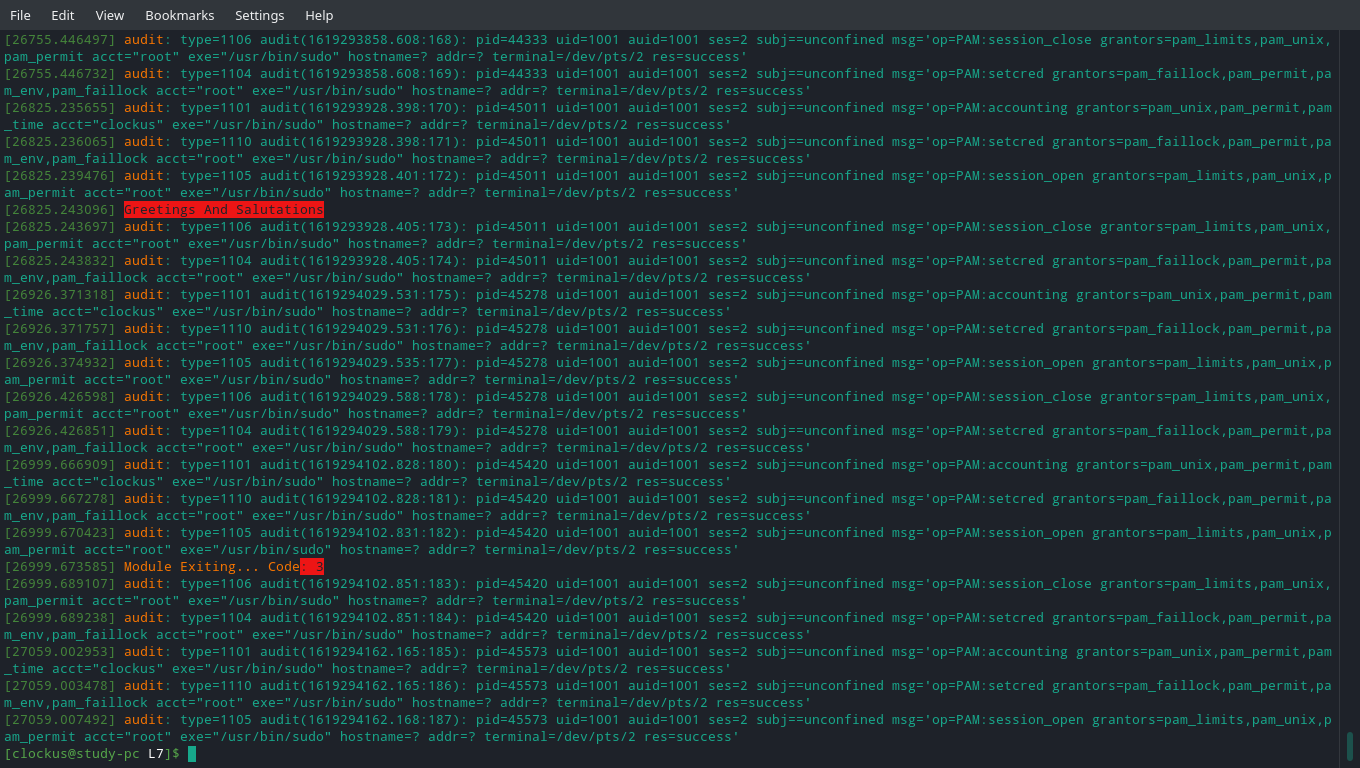 File Edit View Bookmarks Settings Help
[26755.446497] audit: type=1106 audit(1619293858.608:168): pid=44333 uid=1001 auid=1001 ses=2 subj==unconfined msg='op=PAM:session_close grantors=pam_limits,pam_unix,
pam_permit acct="root" exe="/usr/bin/sudo" hostname=? addr=? terminal=/dev/pts/2 res=success'
[26755.446732] audit: type=1104 audit(1619293858.608:169): pid=44333 uid=1001 auid=1001 ses=2 subj==unconfined msg='op=PAM:setcred grantors=pam_faillock,pam_permit,pa
m_env,pam_faillock acct="root" exe="/usr/bin/sudo" hostname=? addr=? terminal=/dev/pts/2 res=success'
[26825.235655] audit: type=1101 audit(1619293928.398:170): pid=45011 uid=1001 auid=1001 ses=2 subj==unconfined msg='op=PAM:accounting grantors=pam_unix,pam_permit,pam
_time acct="clockus" exe="/usr/bin/sudo" hostname=? addr=? terminal=/dev/pts/2 res=success'
[26825.236065] audit: type=1110 audit(1619293928.398:171): pid=45011 uid=1001 auid=1001 ses=2 subj==unconfined msg='op=PAM:setcred grantors=pam_faillock,pam_permit,pa
m_env,pam_faillock acct="root" exe="/usr/bin/sudo" hostname=? addr=? terminal=/dev/pts/2 res=success'
[26825.239476] audit: type=1105 audit(1619293928.401:172): pid=45011 uid=1001 auid=1001 ses=2 subj==unconfined msg='op=PAM:session_open grantors=pam_limits,pam_unix,p
am_permit acct="root" exe="/usr/bin/sudo" hostname=? addr=? terminal=/dev/pts/2 res=success'
[26825.243096] Greetings And Salutations
[26825.243697] audit: type=1106 audit(1619293928.405:173): pid=45011 uid=1001 auid=1001 ses=2 subj==unconfined msg='op=PAM:session_close grantors=pam_limits,pam_unix,
pam_permit acct="root" exe="/usr/bin/sudo" hostname=? addr=? terminal=/dev/pts/2 res=success'
[26825.243832] audit: type=1104 audit(1619293928.405:174): pid=45011 uid=1001 auid=1001 ses=2 subj==unconfined msg='op=PAM:setcred grantors=pam_faillock,pam_permit,pa
m_env,pam_faillock acct="root" exe="/usr/bin/sudo" hostname=? addr=? terminal=/dev/pts/2 res=success'
[26926.371318] audit: type=1101 audit(1619294029.531:175): pid=45278 uid=1001 auid=1001 ses=2 subj==unconfined msg='op=PAM:accounting grantors=pam_unix,pam_permit,pam
_time acct="clockus" exe="/usr/bin/sudo" hostname=? addr=? terminal=/dev/pts/2 res=success'
[26926.371757] audit: type=1110 audit(1619294029.531:176): pid=45278 uid=1001 auid=1001 ses=2 subj==unconfined msg='op=PAM:setcred grantors=pam_faillock,pam_permit,pa
m_env,pam_faillock acct="root" exe="/usr/bin/sudo" hostname=? addr=? terminal=/dev/pts/2 res=success'
[26926.374932] audit: type=1105 audit(1619294029.535:177): pid=45278 uid=1001 auid=1001 ses=2 subj==unconfined msg='op=PAM:session_open grantors=pam_limits,pam_unix,p
am_permit acct="root" exe="/usr/bin/sudo" hostname=? addr=? terminal=/dev/pts/2 res=success'
[26926.426598] audit: type=1106 audit(1619294029.588:178): pid=45278 uid=1001 auid=1001 ses=2 subj==unconfined msg='op=PAM:session_close grantors=pam_limits,pam_unix,
pam_permit acct="root" exe="/usr/bin/sudo" hostname=? addr=? terminal=/dev/pts/2 res=success'
[26926.426851] audit: type=1104 audit(1619294029.588:179): pid=45278 uid=1001 auid=1001 ses=2 subj==unconfined msg='op=PAM:setcred grantors=pam_faillock,pam_permit,pa
m_env,pam_faillock acct="root" exe="/usr/bin/sudo" hostname=? addr=? terminal=/dev/pts/2 res=success'
[26999.666909] audit: type=1101 audit(1619294102.828:180): pid=45420 uid=1001 auid=1001 ses=2 subj==unconfined msg='op=PAM:accounting grantors=pam_unix,pam_permit,pam
_time acct="clockus" exe="/usr/bin/sudo" hostname=? addr=? terminal=/dev/pts/2 res=success'
[26999.667278] audit: type=1110 audit(1619294102.828:181): pid=45420 uid=1001 auid=1001 ses=2 subj==unconfined msg='op=PAM:setcred grantors=pam_faillock,pam_permit,pa
m_env,pam_faillock acct="root" exe="/usr/bin/sudo" hostname=? addr=? terminal=/dev/pts/2 res=success'
[26999.670423] audit: type=1105 audit(1619294102.831:182): pid=45420 uid=1001 auid=1001 ses=2 subj==unconfined msg='op=PAM:session_open grantors=pam_limits,pam_unix,p
am_permit acct="root" exe="/usr/bin/sudo" hostname=? addr=? terminal=/dev/pts/2 res=success'
[26999.673585] Module Exiting... Code: 3
[26999.689107] audit: type=1106 audit(1619294102.851:183): pid=45420 uid=1001 auid=1001 ses=2 subj==unconfined msg='op=PAM:session_close grantors=pam_limits,pam_unix,
pam_permit acct="root" exe="/usr/bin/sudo" hostname=? addr=? terminal=/dev/pts/2 res=success'
[26999.689238] audit: type=1104 audit(1619294102.851:184): pid=45420 uid=1001 auid=1001 ses=2 subj==unconfined msg='op=PAM:setcred grantors=pam_faillock,pam_permit,pa
m_env,pam_faillock acct="root" exe="/usr/bin/sudo" hostname=? addr=? terminal=/dev/pts/2 res=success'
[27059.002953] audit: type=1101 audit(1619294162.165:185): pid=45573 uid=1001 auid=1001 ses=2 subj==unconfined msg='op=PAM:accounting grantors=pam_unix,pam_permit,pam
_time acct="clockus" exe="/usr/bin/sudo" hostname=? addr=? terminal=/dev/pts/2 res=success'
[27059.003478] audit: type=1110 audit(1619294162.165:186): pid=45573 uid=1001 auid=1001 ses=2 subj==unconfined msg='op=PAM:setcred grantors=pam_faillock,pam_permit,pa
m_env,pam_faillock acct="root" exe="/usr/bin/sudo" hostname=? addr=? terminal=/dev/pts/2 res=success'
[27059.007492] audit: type=1105 audit(1619294162.168:187): pid=45573 uid=1001 auid=1001 ses=2 subj==unconfined msg='op=PAM:session_open grantors=pam_limits,pam_unix,p
am_permit acct="root" exe="/usr/bin/sudo" hostname=? addr=? terminal=/dev/pts/2 res=success'
[clockus@study-pc L7]$